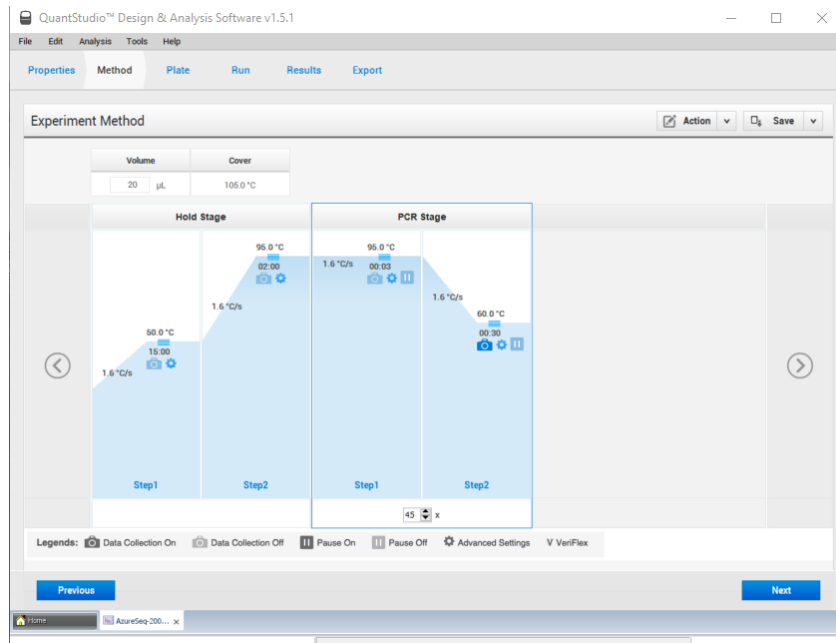 QuantStudio™ Design & Analysis Software v1.5.1
File Edit Analysis Tools Help
Properties Method Plate Run Results Export
Experiment Method
Action Save
Volume Cover
20 µL 105.0 °C
Hold Stage PCR Stage
95.0 °C 95.0 °C
02:00 1.6 °C/s 00:03
1.6 °C/s 1.6 °C/s
60.0 °C
50.0 °C 00:30
15:00
1.6 °C/s
Step1 Step2 Step1 Step2
45 x
Legends: Data Collection On Data Collection Off Pause On Pause Off Advanced Settings V VeriFlex
Previous Next
Home AzureSeq-200... x